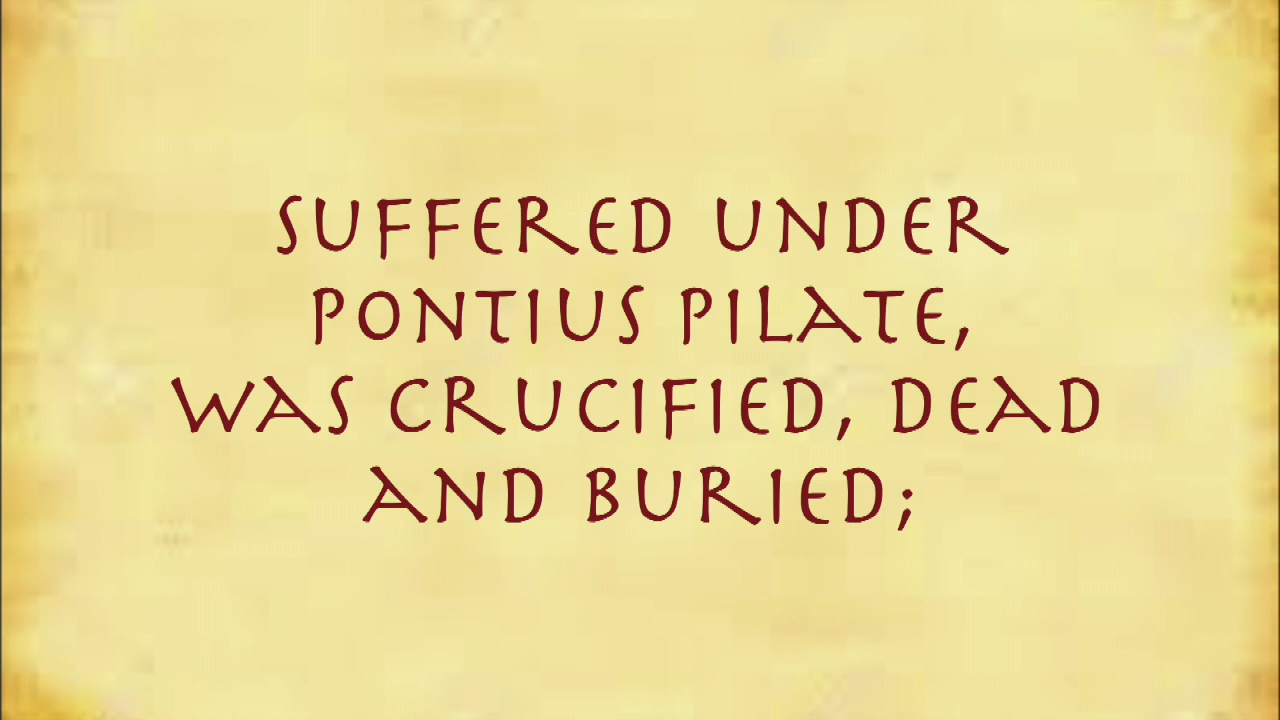 SUFFERED UNDER
PONTIUS PILATE,
WAS CRUCIFIED, DEAD
AND BURIED;